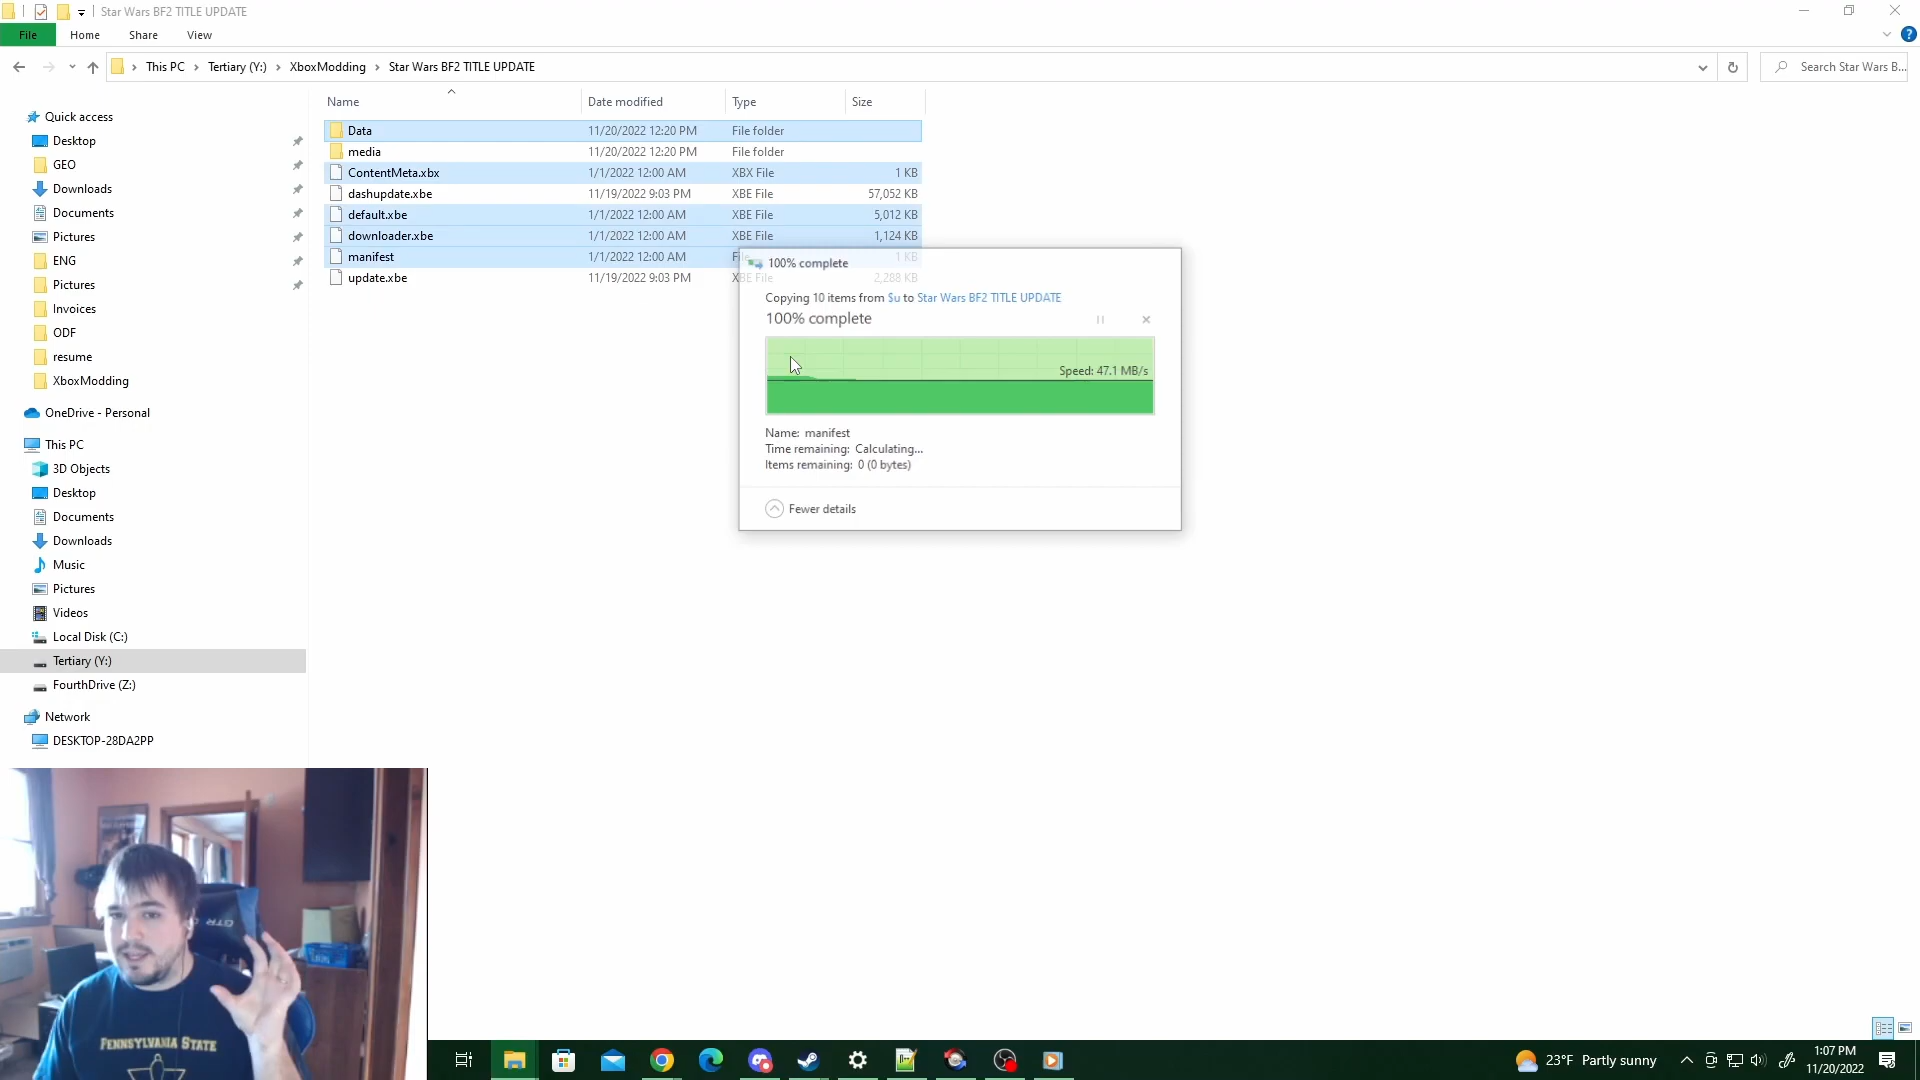 Star Wars BF2 TITLE UPDATE
File Home Share View
This PC Tertiary (Y:) XboxModding Star Wars BF2 TITLE UPDATE
Search Star Wars B...
Name Date modified Type Size
Data 11/20/2022 12:20 PM File folder
media 11/20/2022 12:20 PM File folder
ContentMeta.xbx 1/1/2022 12:00 AM XBX File 1 KB
dashupdate.xbe 11/19/2022 9:03 PM XBE File 57,052 KB
default.xbe 1/1/2022 12:00 AM XBE File 5,012 KB
downloader.xbe 1/1/2022 12:00 AM XBE File 1,124 KB
manifest 1/1/2022 12:00 AM File 1 KB
update.xbe 11/19/2022 9:03 PM XBE File 2,288 KB
Quick access
Desktop
GEO
Downloads
Documents
Pictures
ENG
Pictures
Invoices
ODF
resume
XboxModding
OneDrive - Personal
This PC
3D Objects
Desktop
Documents
Downloads
Music
Pictures
Videos
Local Disk (C:)
Tertiary (Y:)
FourthDrive (Z:)
Network
DESKTOP-28DA2PP
100% complete
Copying 10 items from $u to Star Wars BF2 TITLE UPDATE
100% complete
Speed: 47.1 MB/s
Name: manifest
Time remaining: Calculating...
Items remaining: 0 (0 bytes)
Fewer details
GTR
PENNSYLVANIA STATE
23°F Partly sunny
1:07 PM
11/20/2022